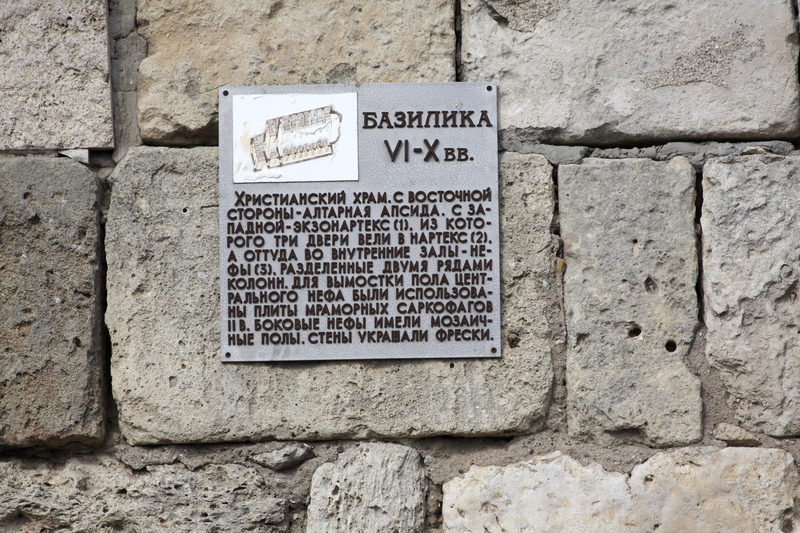 БАЗИЛИКА
VI-X вв.
Христианский храм. С восточной
стороны-алтарная апсида, с за-
падной-экзонартекс (1), из кото-
рого три двери вели в нартекс (2),
а оттуда во внутренние залы-не-
фы (3), разделенные двумя рядами
колонн. Для вымостки пола цент-
рального нефа были использова-
ны плиты мраморных саркофагов
II в. Боковые нефы имели мозаич-
ные полы. Стены украшали фрески.